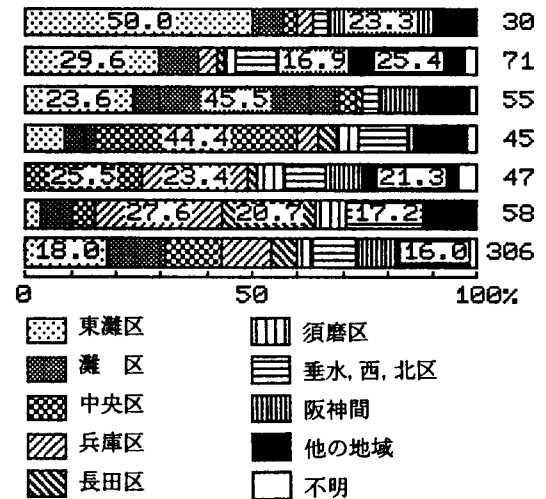 50.0 23.3 30
29.6 16.9 25.4 71
23.6 45.5 55
44.4 45
25.5 23.4 21.3 47
27.6 20.7 17.2 58
18.0 16.0 306
0 50 100%
東灘区 須磨区
灘 区 垂水,西,北区
中央区 阪神間
兵庫区 他の地域
長田区 不明